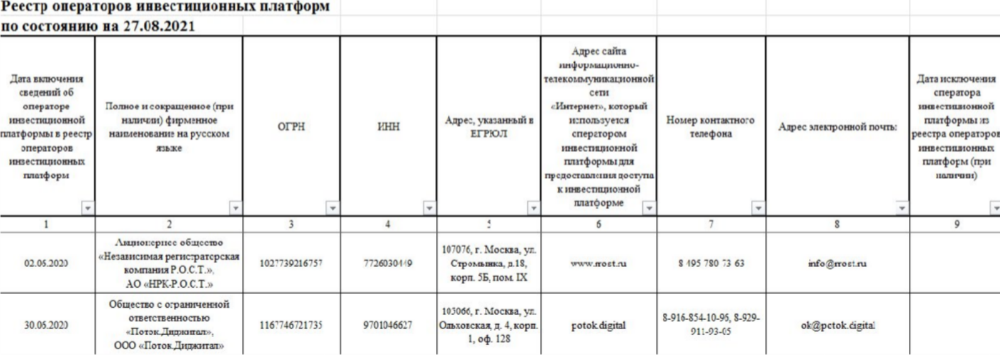 Реестр операторов инвестиционных платформ
по состоянию на 27.08.2021
Дата включения
сведений об
операторе
инвестиционной
платформы в реестр
операторов
инвестиционных
платформ
Полное и сокращенное (при
наличии) фирменное
наименование на русском
языке
ОГРН
ИНН
Адрес, указанный в
ЕГРЮЛ
Адрес сайта
информационно-
телекоммуникационной
сети
«Интернет», который
используется
оператором
инвестиционной
платформы для
предоставления доступа
к инвестиционной
платформе
Номер контактного
телефона
Адрес электронной почты
Дата исключения
оператора
инвестиционной
платформы из
реестра операторов
инвестиционных
платформ (при
наличии)
1
2
3
4
5
6
7
8
9
Акционерное общество
02.06.2020
«Независимая регистраторская
компания Р.О.С.Т.»,
АО «НРК-Р.О.С.Т.»
1027739216757
7726030449
107076, г. Москва, ул.
Стромынка, д.18,
корп. 5Б, пом. IX
www.rrost.ru
8 495 780 73 63
info@rrost.ru
30.06.2020
Общество с ограниченной
ответственностью
«Поток.Диджитал»,
ООО «Поток.Диджитал»
1167746721735
9701046627
105066, г. Москва, ул.
Ольховская, д. 4, корп.
1, оф. 128
potok.digital
8-916-854-10-95, 8-929-
911-93-05
ok@potok.digital